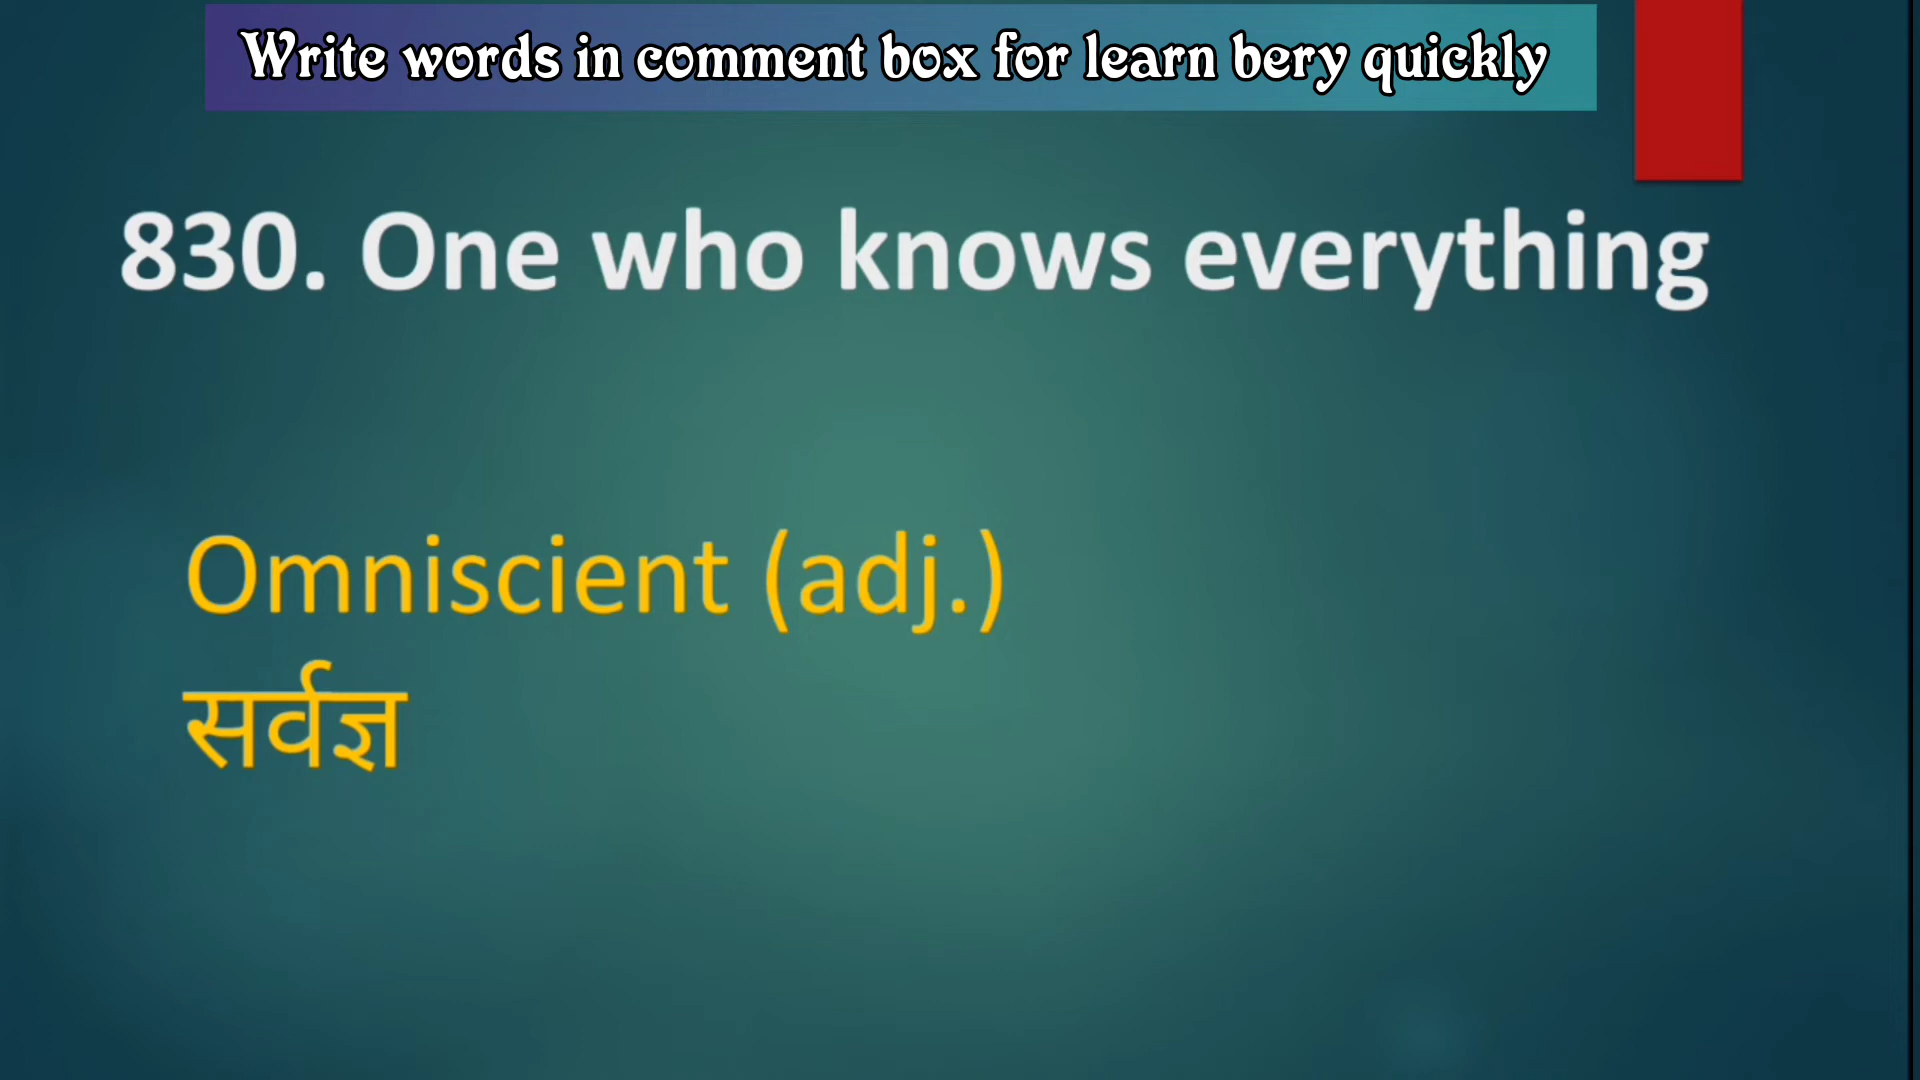 Write words in comment box for learn bery quickly
830. One who knows everything
Omniscient (adj.)
सर्वज्ञ